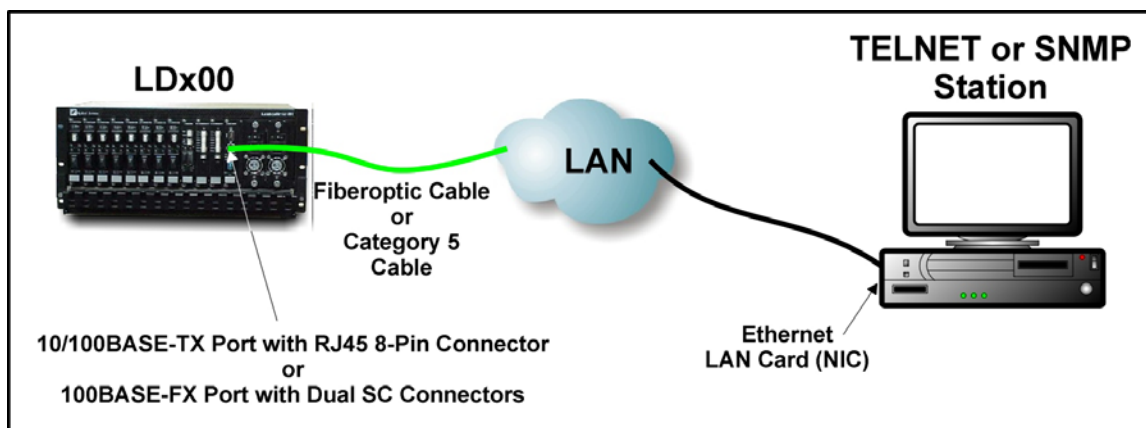 LDx00
TELNET or SNMP
Station
LAN
Fiberoptic Cable
or
Category 5
Cable
Ethernet
LAN Card (NIC)
10/100BASE-TX Port with RJ45 8-Pin Connector
or
100BASE-FX Port with Dual SC Connectors